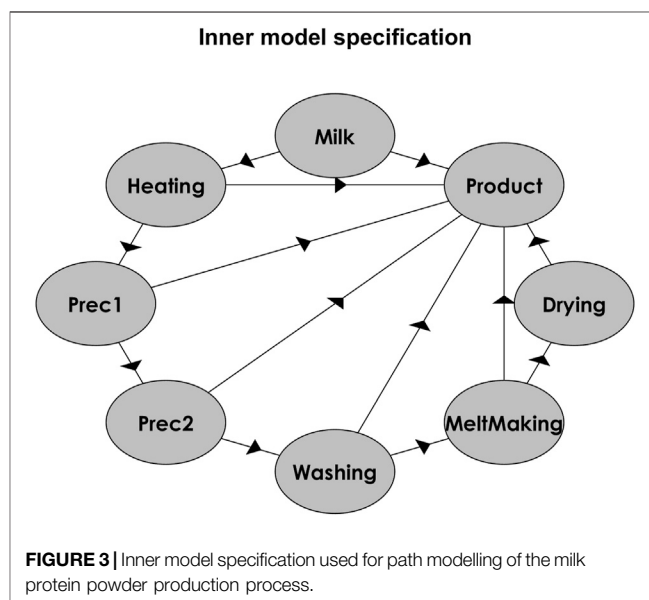 Inner model specification
Milk
Heating
Product
Prec1
Drying
Prec2
MeltMaking
Washing
FIGURE 3 | Inner model specification used for path modelling of the milk
protein powder production process.